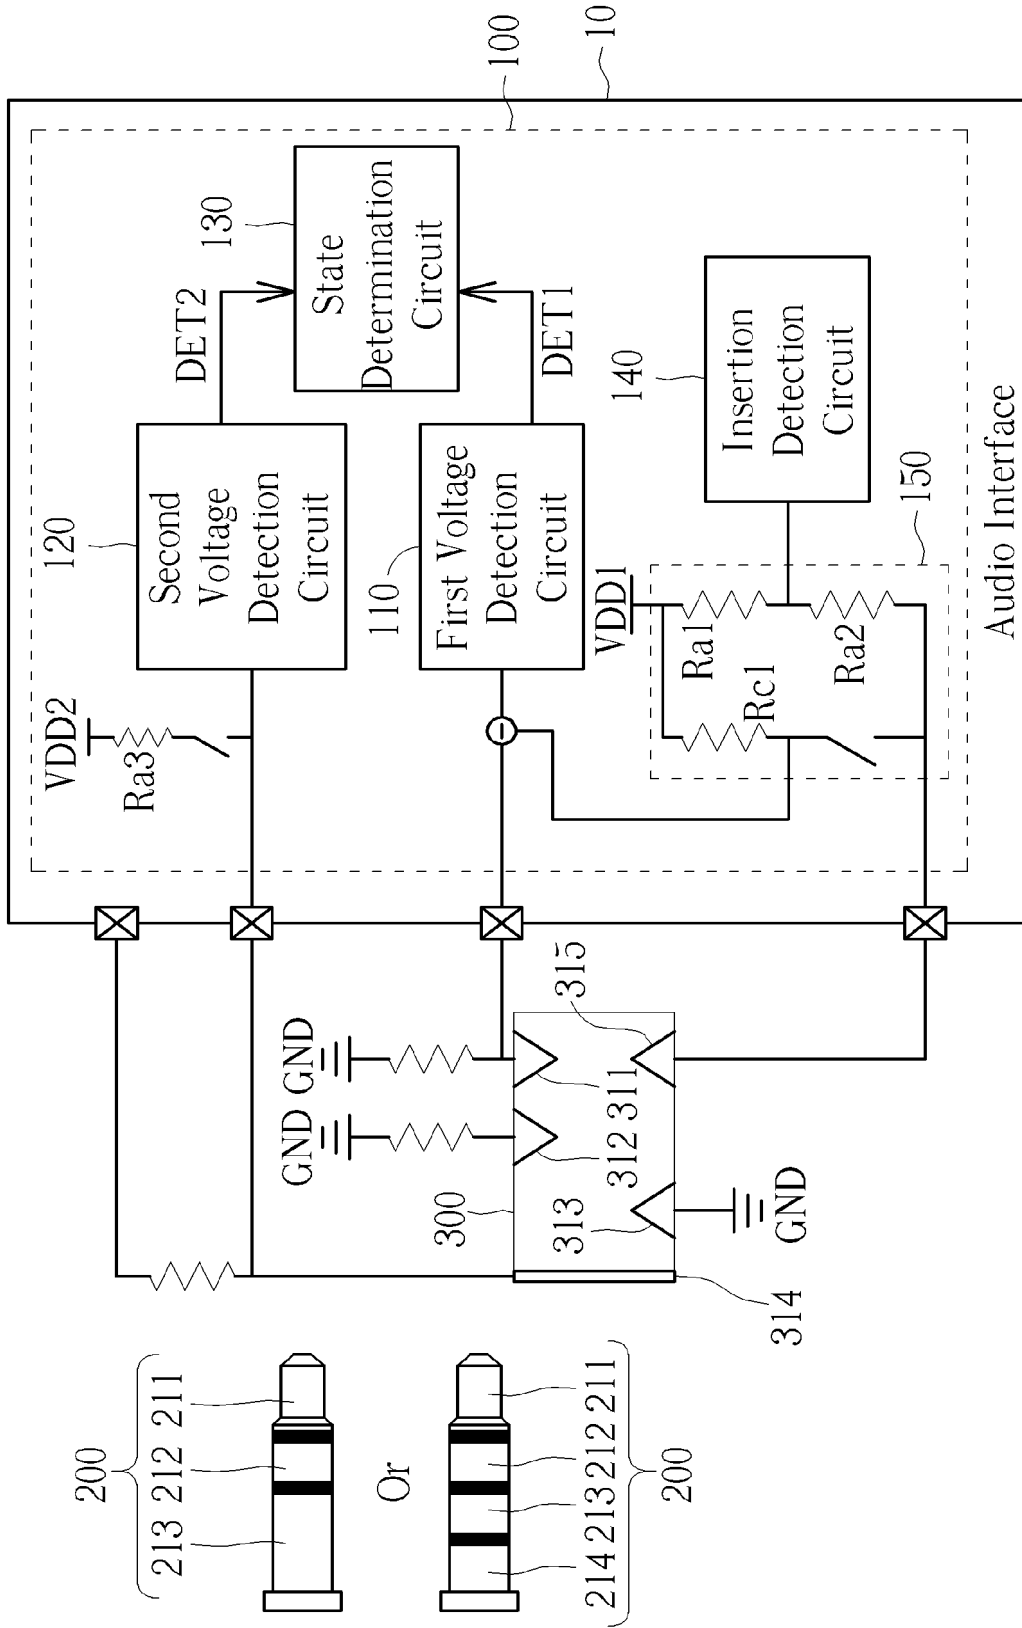 200
213
212
211
Or
214
213
212
211
200
314
GND
GND
GND
300
313
312
311
315
VDD2
Ra3
120
Second
Voltage
Detection
Circuit
DET2
130
State
Determination
Circuit
110
First Voltage
Detection
Circuit
DET1
VDD1
Ra1
Rc1
Ra2
150
140
Insertion
Detection
Circuit
100
10
Audio Interface